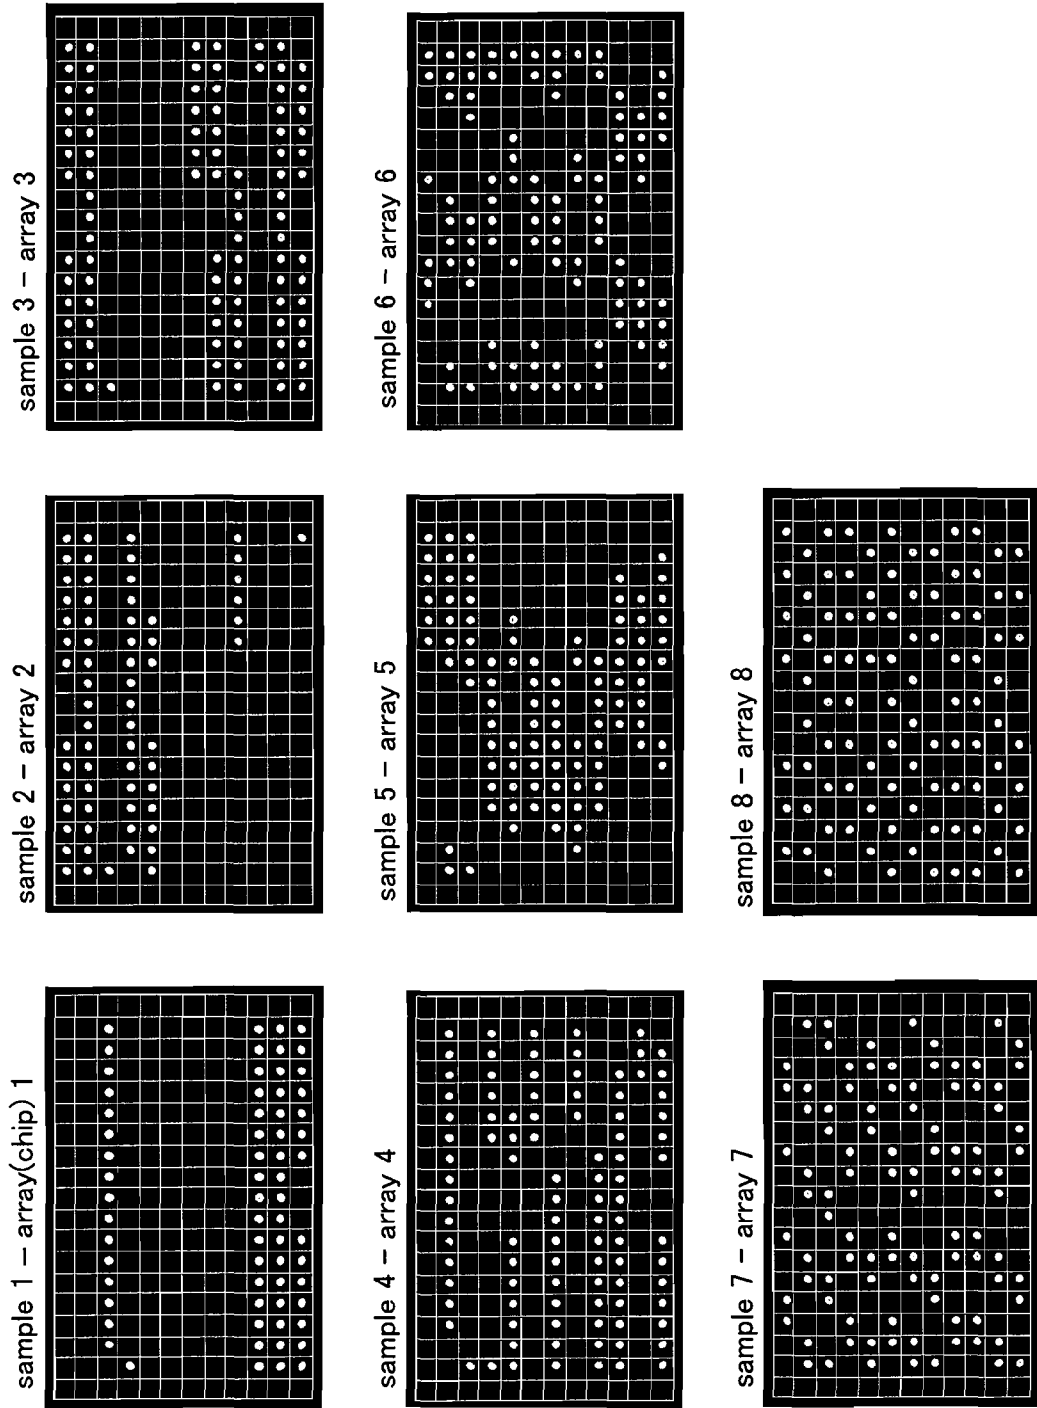 sample 1 – array(chip) 1
sample 2 – array 2
sample 3 – array 3
sample 4 – array 4
sample 5 – array 5
sample 6 – array 6
sample 7 – array 7
sample 8 – array 8